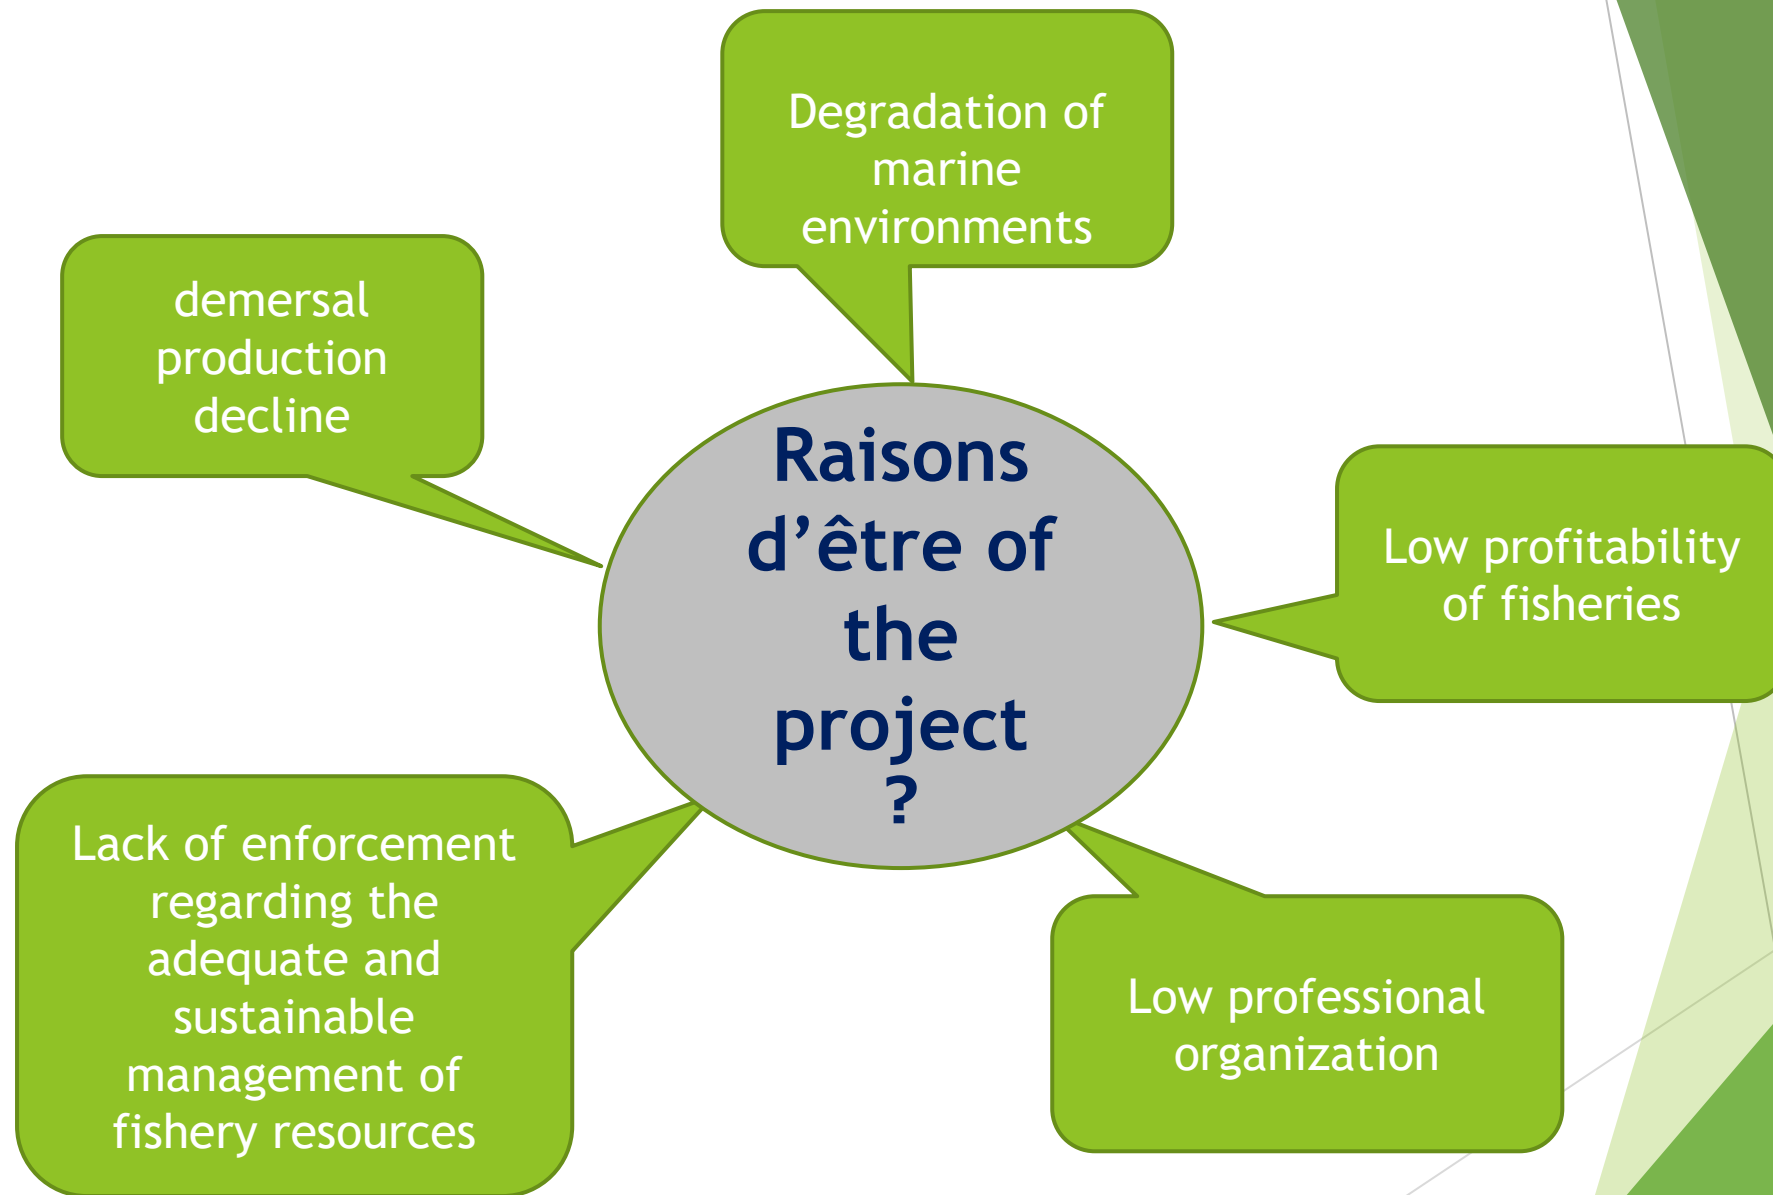 Degradation of
marine
environments
demersal
production
decline
Raisons
d’être of
the
project
?
Low profitability
of fisheries
Lack of enforcement
regarding the
adequate and
sustainable
management of
fishery resources
Low professional
organization